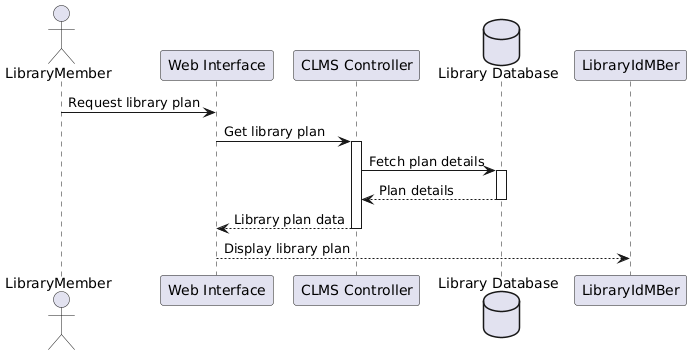 LibraryMember
Web Interface
CLMS Controller
Library Database
LibraryIdMBer
Request library plan
Get library plan
Fetch plan details
Plan details
Library plan data
Display library plan
LibraryMember
Web Interface
CLMS Controller
Library Database
LibraryIdMBer